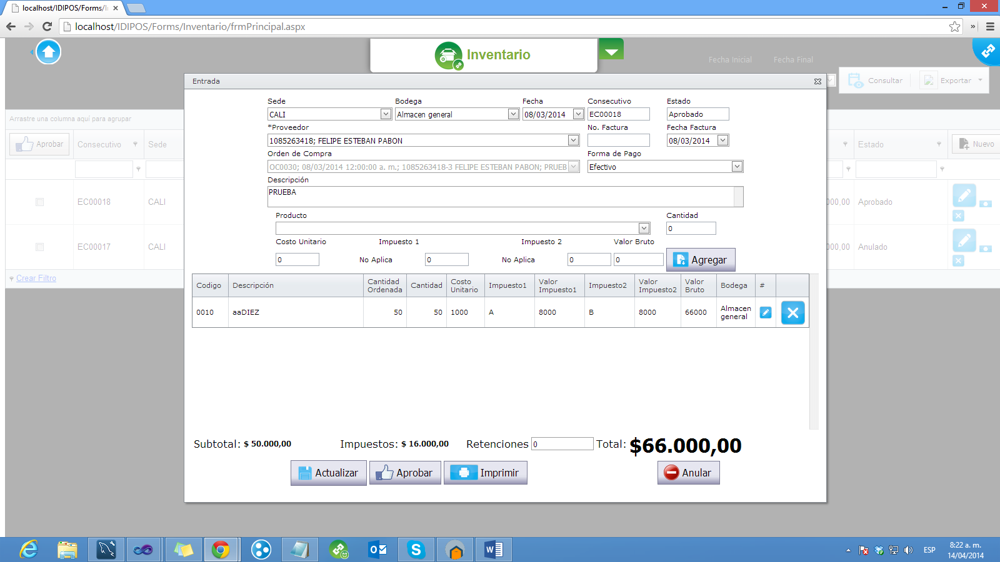 localhost/IDIPOS/Forms/I
localhost/IDIPOS/Forms/Inventario/frmPrincipal.aspx
Inventario
Fecha Inicial Fecha Final
Consultar Exportar
Entrada
Sede Bodega Fecha Consecutivo Estado
CALI Almacen general 08/03/2014 EC00018 Aprobado
*Proveedor No. Factura Fecha Factura
1085263418; FELIPE ESTEBAN PABON 08/03/2014
Orden de Compra Forma de Pago
OC0030; 08/03/2014 12:00:00 a. m.; 1085263418-3 FELIPE ESTEBAN PABON; PRUEB Efectivo
Descripción
PRUEBA
Producto Cantidad
0
Costo Unitario Impuesto 1 Impuesto 2 Valor Bruto
0 No Aplica 0 No Aplica 0 0 Agregar
Codigo Descripción Cantidad Ordenada Cantidad Costo Unitario Impuesto1 Valor Impuesto1 Impuesto2 Valor Impuesto2 Valor Bruto Bodega #
0010 aaDIEZ 50 50 1000 A 8000 B 8000 66000 Almacen general
Subtotal: $ 50.000,00 Impuestos: $ 16.000,00 Retenciones 0 Total: $66.000,00
Actualizar Aprobar Imprimir Anular
Arrastre una columna aquí para agrupar
Aprobar Consecutivo Sede Estado Nuevo
EC00018 CALI 000,00 Aprobado
EC00017 CALI 000,00 Anulado
Crear Filtro
ESP 8:22 a. m.
14/04/2014